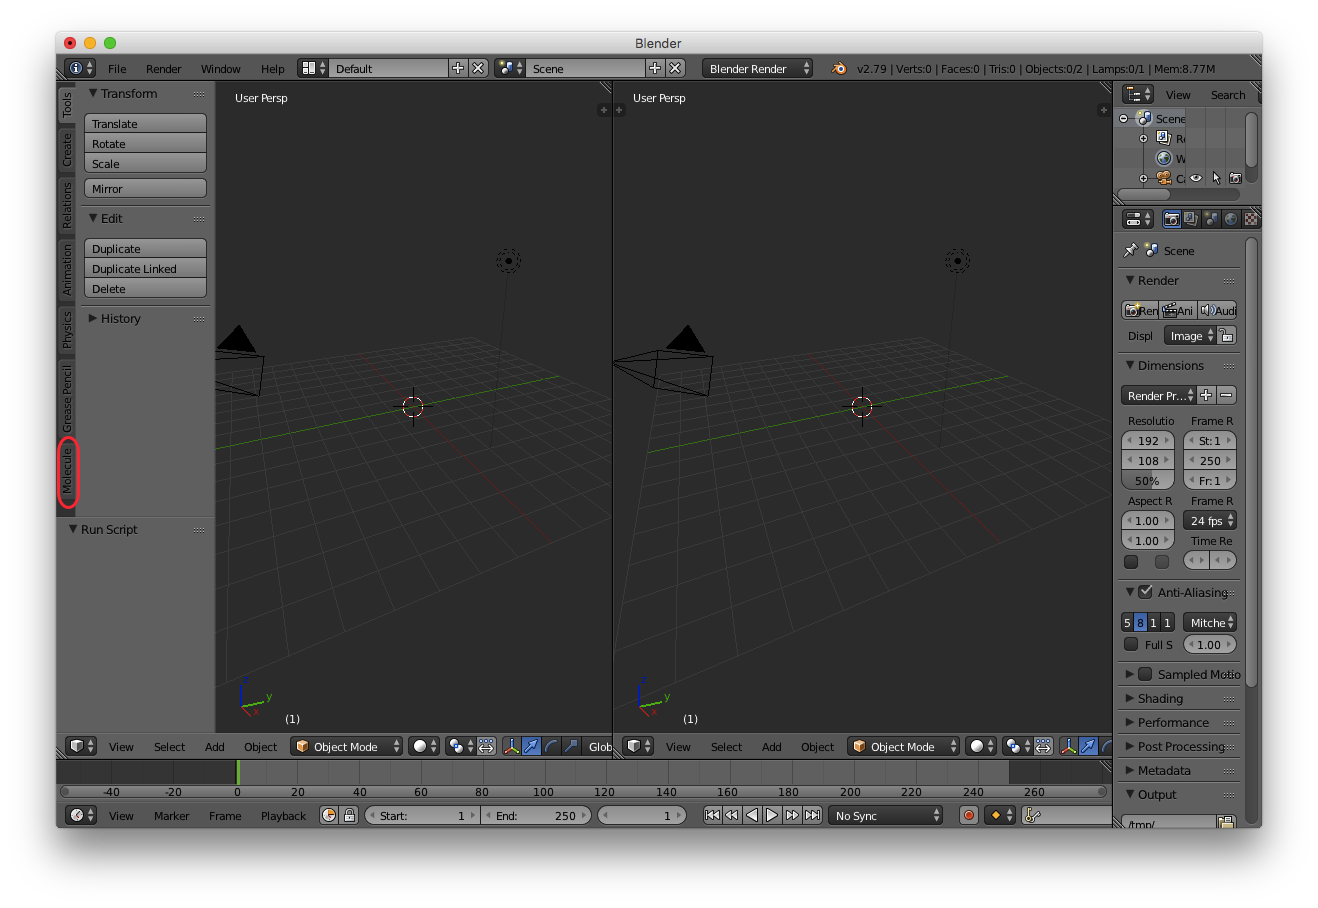 Blender
File Render Window Help Default Scene Blender Render v2.79 | Verts:0 | Faces:0 | Tris:0 | Objects:0/2 | Lamps:0/1 | Mem:8.77M
Tools
Create
Relations
Animation
Physics
Grease Pencil
Molecule
Transform
Translate
Rotate
Scale
Mirror
Edit
Duplicate
Duplicate Linked
Delete
History
Run Script
User Persp
z
y
x
(1)
User Persp
z
y
x
(1)
View Select Add Object Object Mode Glob
View Select Add Object Object Mode
View Search
Scene
R
W
C
Scene
Render
Ren Ani Audi
Displ Image
Dimensions
Render Pr...
Resolutio Frame R
192 St: 1
108 250
50% Fr: 1
Aspect R Frame R
1.00 24 fps
1.00 Time Re
Anti-Aliasing
5 8 1 1 Mitche
Full S 1.00
Sampled Motio
Shading
Performance
Post Processing
Metadata
Output
/tmp/
-40 -20 0 20 40 60 80 100 120 140 160 180 200 220 240 260
View Marker Frame Playback Start: 1 End: 250 1 No Sync